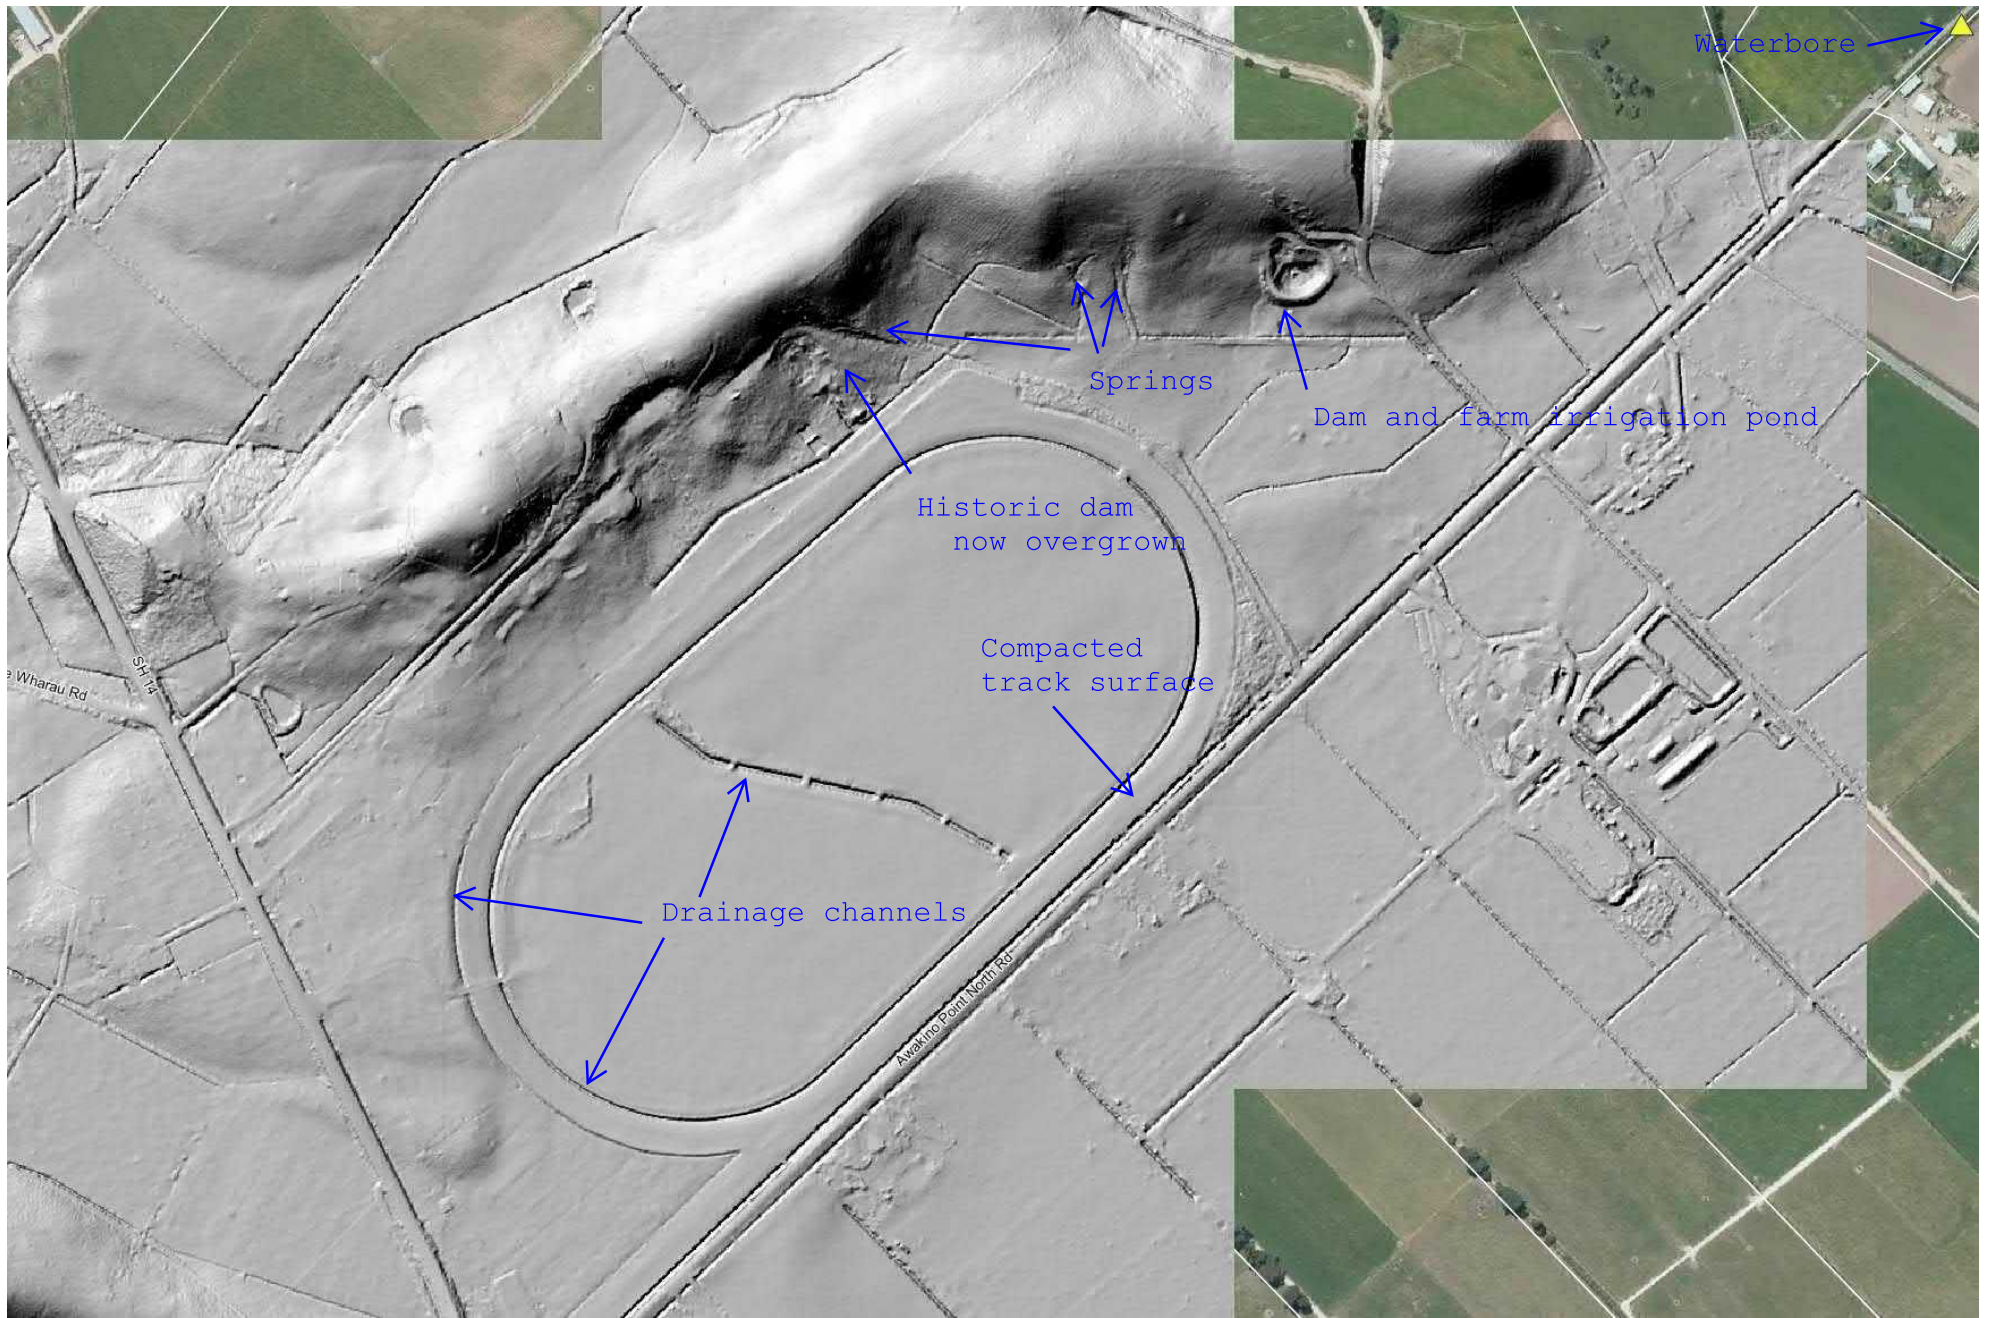 Waterbore
Springs
Dam and farm irrigation pond
Historic dam
now overgrown
Compacted
track surface
SH 14
Wharau Rd
Drainage channels
Awakino Point North Rd